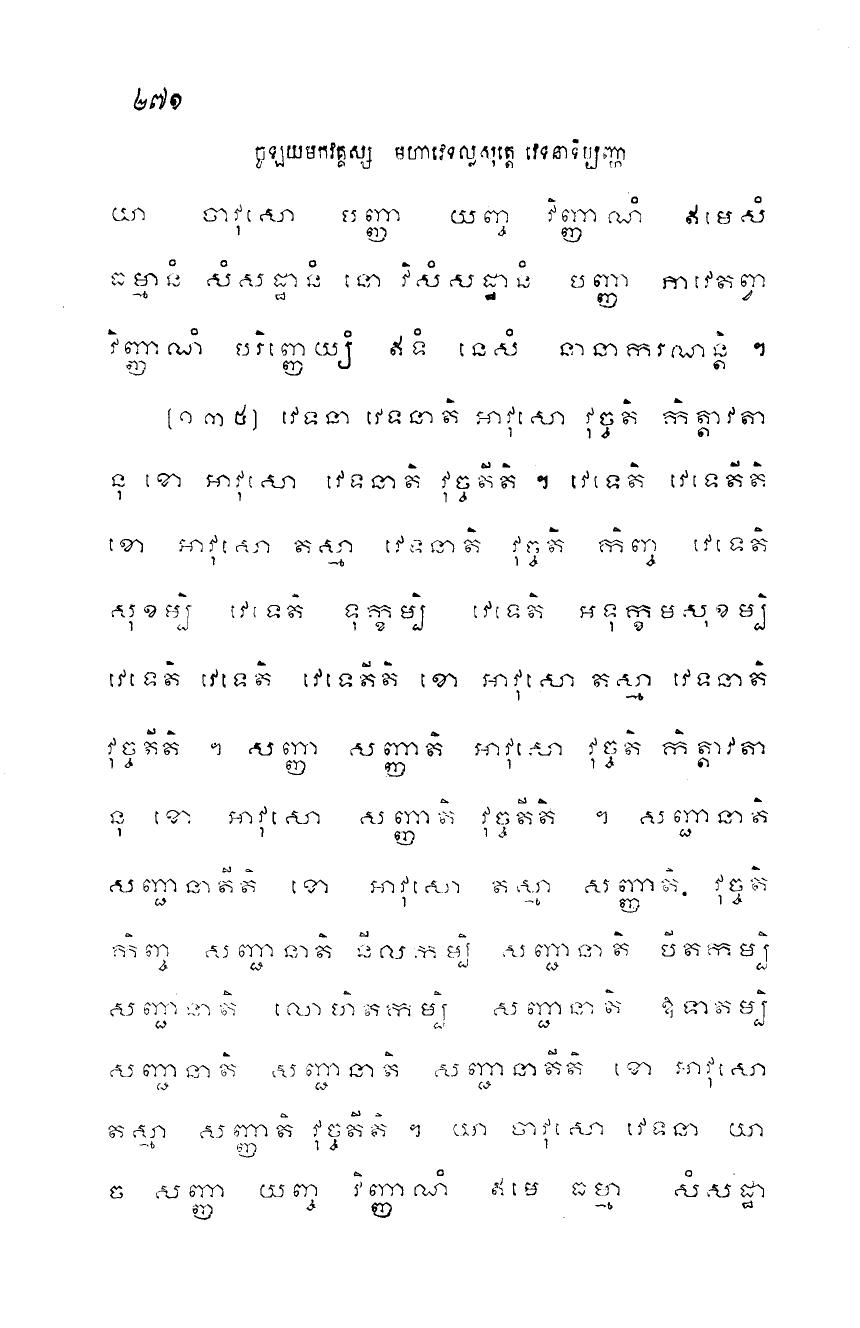 ២៧១
ចូឡយមកវគ្គស្ស មហាវេទល្លសុត្តេ វេទនាទិប្បញ្ញា
យា ចាវុសោ បញ្ញា យញ្ច វិញ្ញាណំ ឥមេសំ
ធម្មានំ សំសដ្ឋានំ នោ វិសំសដ្ឋានំ បញ្ញា ភាវេតព្វា
វិញ្ញាណំ បរិញ្ញេយ្យំ ឥទំ នេសំ នានាករណន្តិ ។
[១៣៥] វេទនា វេទនាតិ អាវុសោ វុច្ចតិ កិត្តាវតា
នុ ខោ អាវុសោ វេទនាតិ វុច្ចតីតិ ។ វេទេតិ វេទេតីតិ
ខោ អាវុសោ តស្មា វេទនាតិ វុច្ចតិ កិញ្ច វេទេតិ
សុខម្បិ វេទេតិ ទុក្ខម្បិ វេទេតិ អទុក្ខមសុខម្បិ
វេទេតិ វេទេតិ វេទេតីតិ ខោ អាវុសោ តស្មា វេទនាតិ
វុច្ចតីតិ ។ សញ្ញា សញ្ញាតិ អាវុសោ វុច្ចតិ កិត្តាវតា
នុ ខោ អាវុសោ សញ្ញាតិ វុច្ចតីតិ ។ សញ្ជានាតិ
សញ្ជានាតីតិ ខោ អាវុសោ តស្មា សញ្ញាតិ. វុច្ចតិ
កិញ្ច សញ្ជានាតិ នីលកម្បិ សញ្ជានាតិ បីតកម្បិ
សញ្ជានាតិ លោហិតកម្បិ សញ្ជានាតិ ឱទាតម្បិ
សញ្ជានាតិ សញ្ជានាតិ សញ្ជានាតីតិ ខោ អាវុសោ
តស្មា សញ្ញាតិ វុច្ចតីតិ ។ យា ចាវុសោ វេទនា យា
ច សញ្ញា យញ្ច វិញ្ញាណំ ឥមេ ធម្មា សំសដ្ឋា